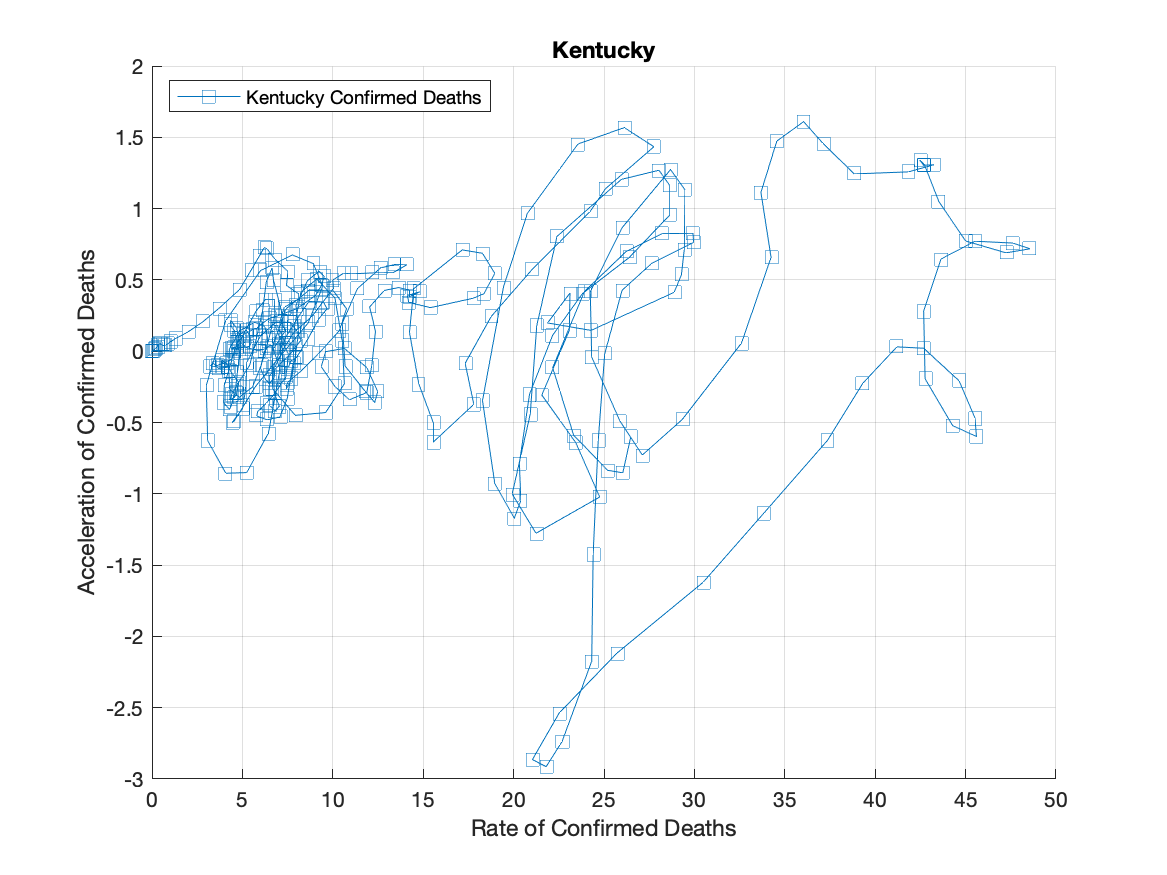 Kentucky
Kentucky Confirmed Deaths
2
1.5
1
0.5
0
-0.5
-1
-1.5
-2
-2.5
-3
Acceleration of Confirmed Deaths
0 5 10 15 20 25 30 35 40 45 50
Rate of Confirmed Deaths